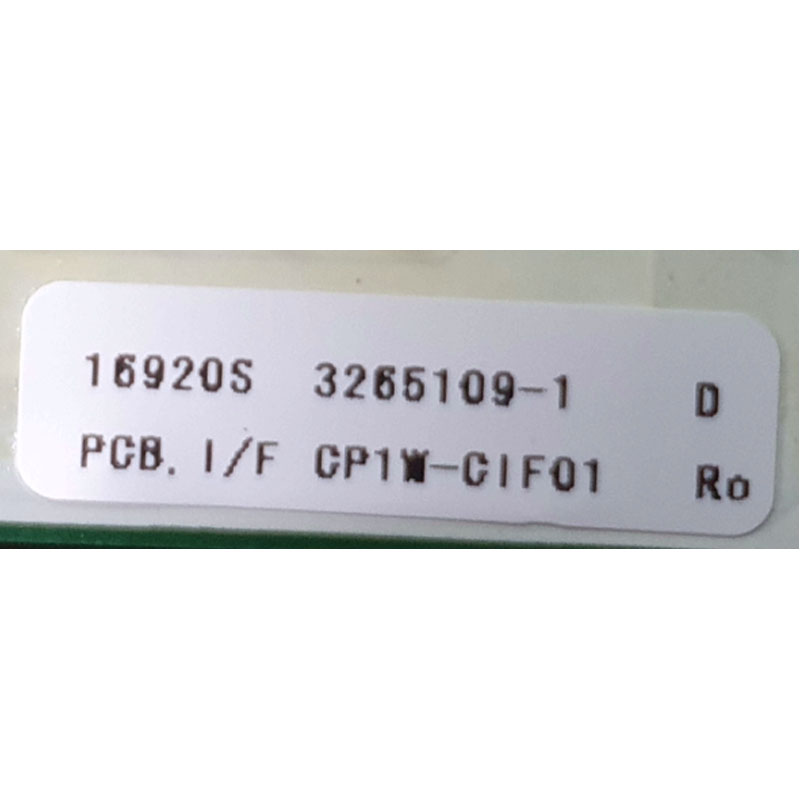 16920S 3265109-1 D
PCB. I/F CP1W-CIF01 Ro